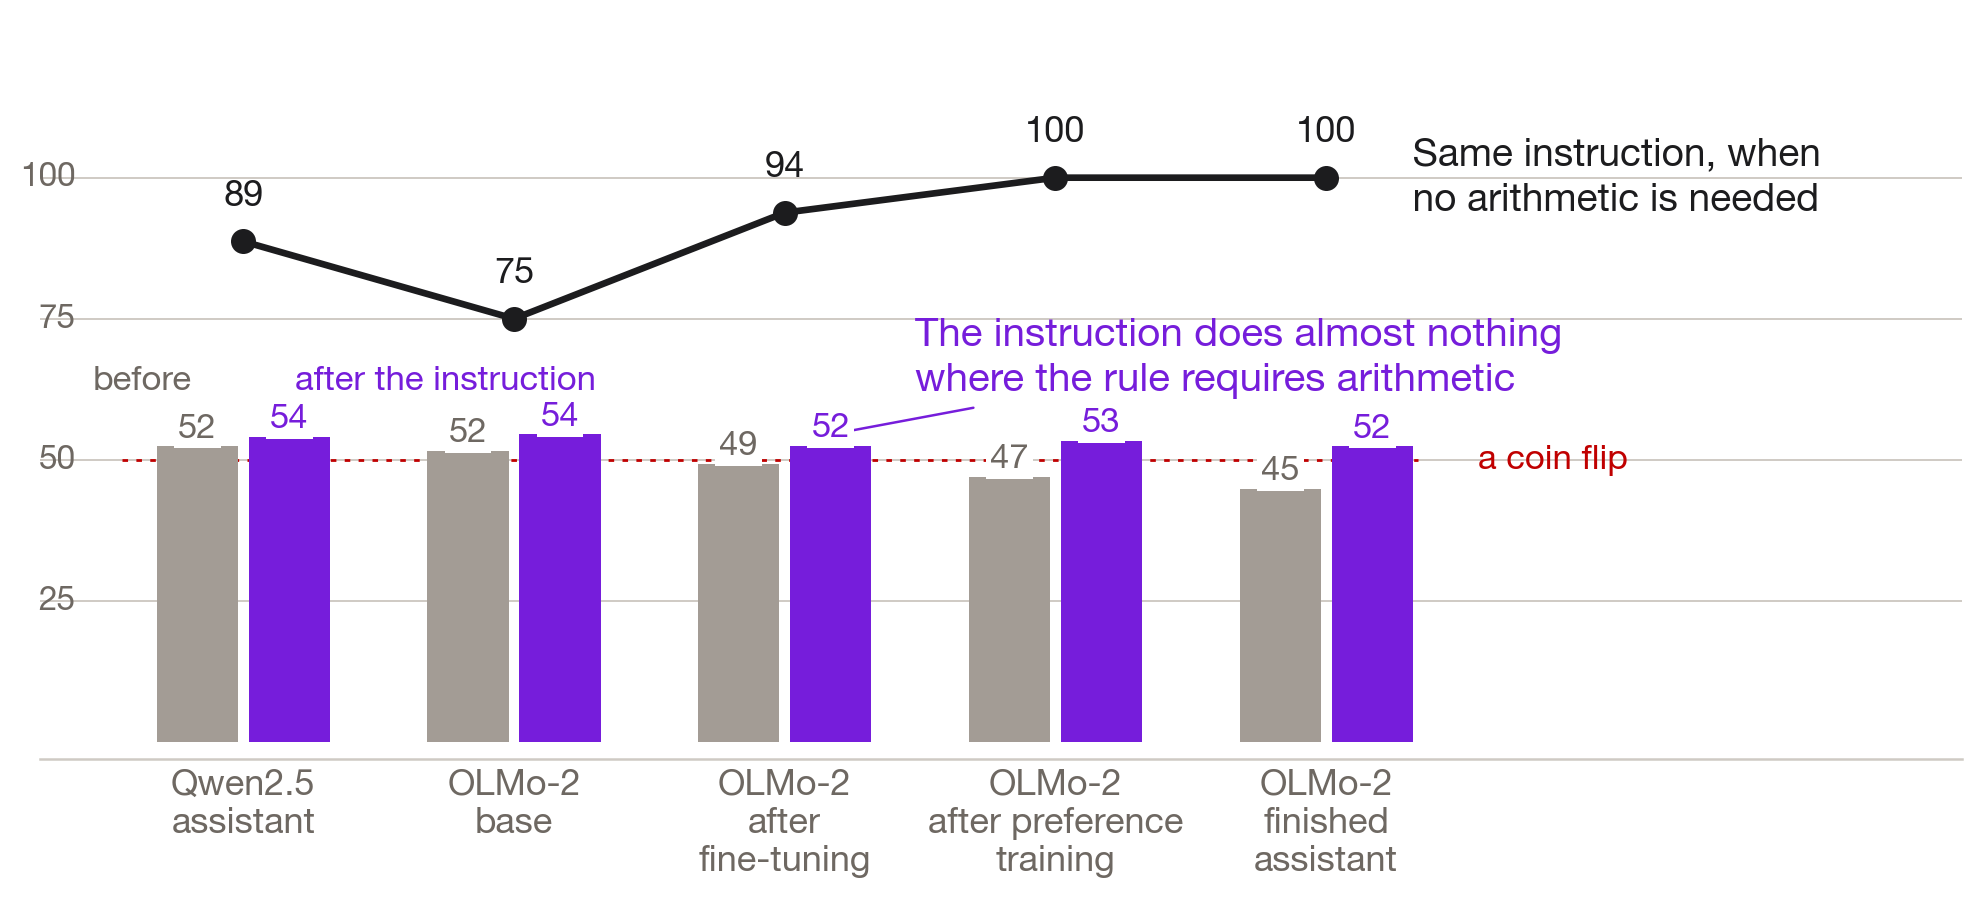 100
75
50
25
89
75
94
100
100
Same instruction, when
no arithmetic is needed
The instruction does almost nothing
where the rule requires arithmetic
before
after the instruction
52
54
52
54
49
52
47
53
45
52
a coin flip
Qwen2.5
assistant
OLMo-2
base
OLMo-2
after
fine-tuning
OLMo-2
after preference
training
OLMo-2
finished
assistant